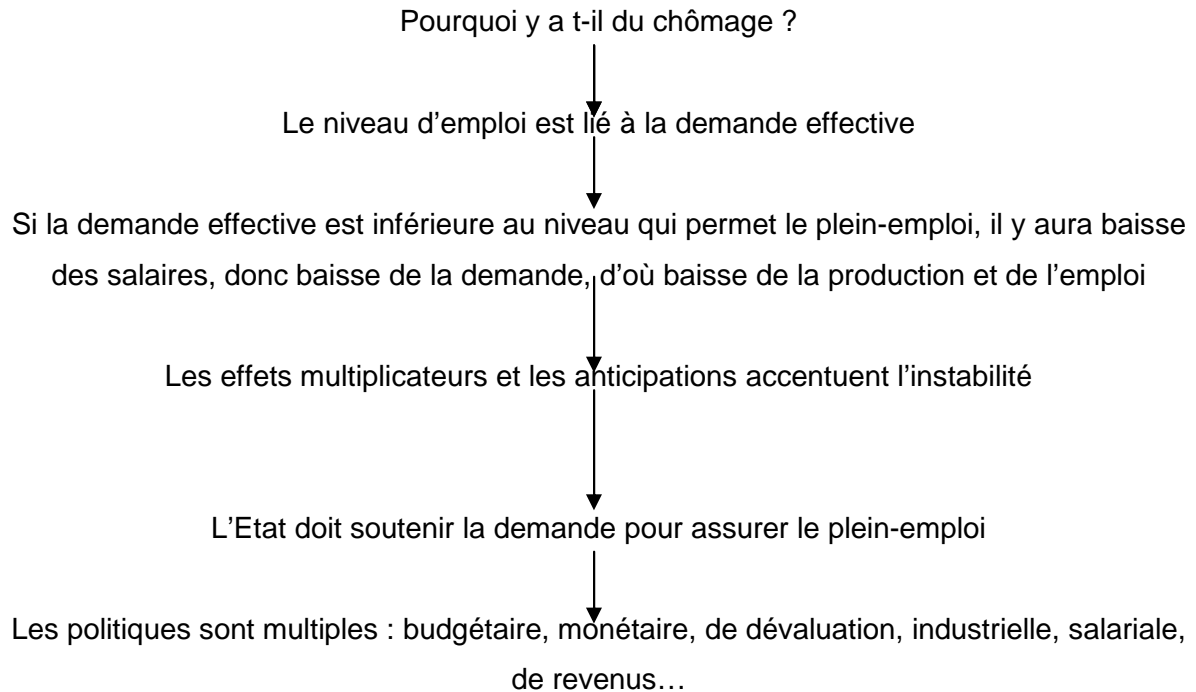 Pourquoi y a t-il du chômage ?
Le niveau d’emploi est lié à la demande effective
Si la demande effective est inférieure au niveau qui permet le plein-emploi, il y aura baisse
des salaires, donc baisse de la demande, d’où baisse de la production et de l’emploi
Les effets multiplicateurs et les anticipations accentuent l’instabilité
L’Etat doit soutenir la demande pour assurer le plein-emploi
Les politiques sont multiples : budgétaire, monétaire, de dévaluation, industrielle, salariale,
de revenus…